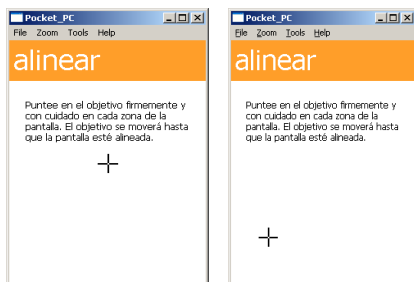 Pocket_PC
File Zoom Tools Help
alinear
Puntee en el objetivo firmemente y
con cuidado en cada zona de la
pantalla. El objetivo se moverá hasta
que la pantalla esté alineada.
Pocket_PC
File Zoom Tools Help
alinear
Puntee en el objetivo firmemente y
con cuidado en cada zona de la
pantalla. El objetivo se moverá hasta
que la pantalla esté alineada.